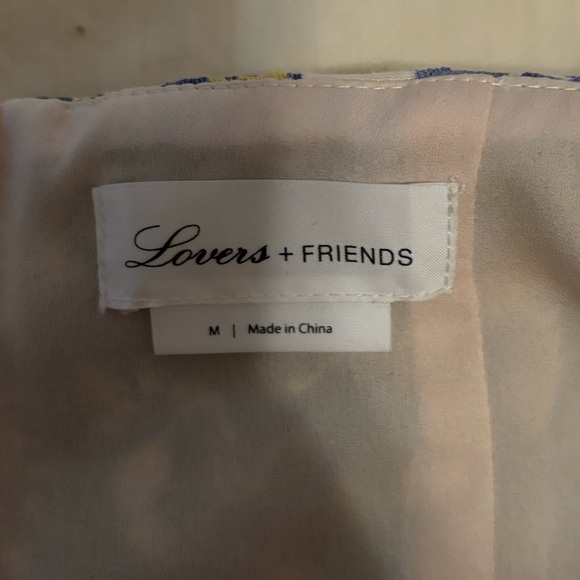 Lovers + FRIENDS
M | Made in China